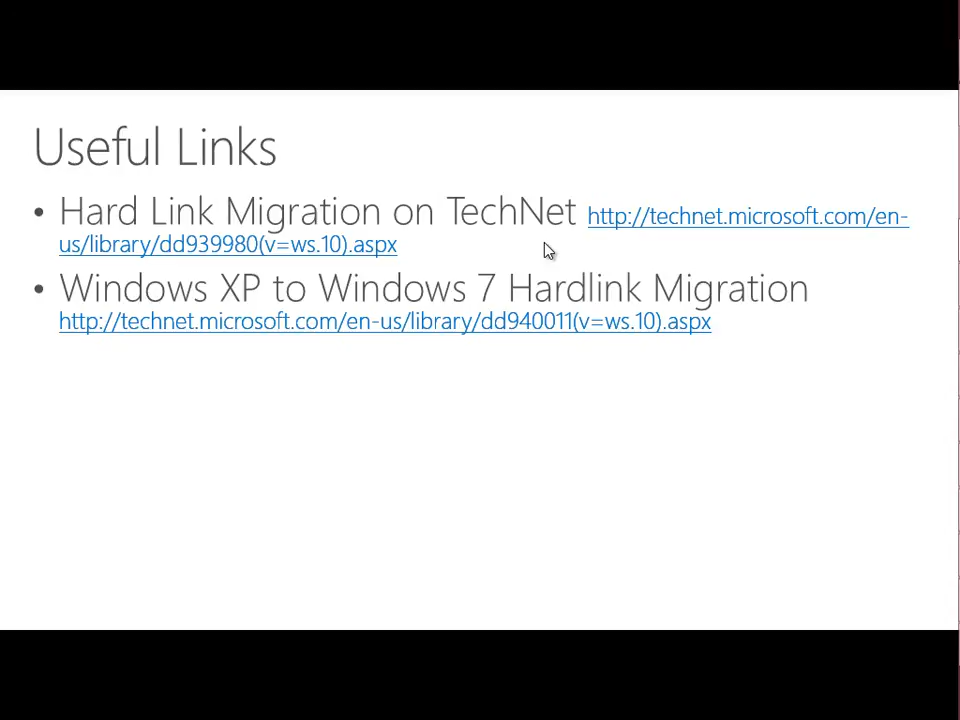 Useful Links
• Hard Link Migration on TechNet http://technet.microsoft.com/en-
us/library/dd939980(v=ws.10).aspx
• Windows XP to Windows 7 Hardlink Migration
http://technet.microsoft.com/en-us/library/dd940011(v=ws.10).aspx